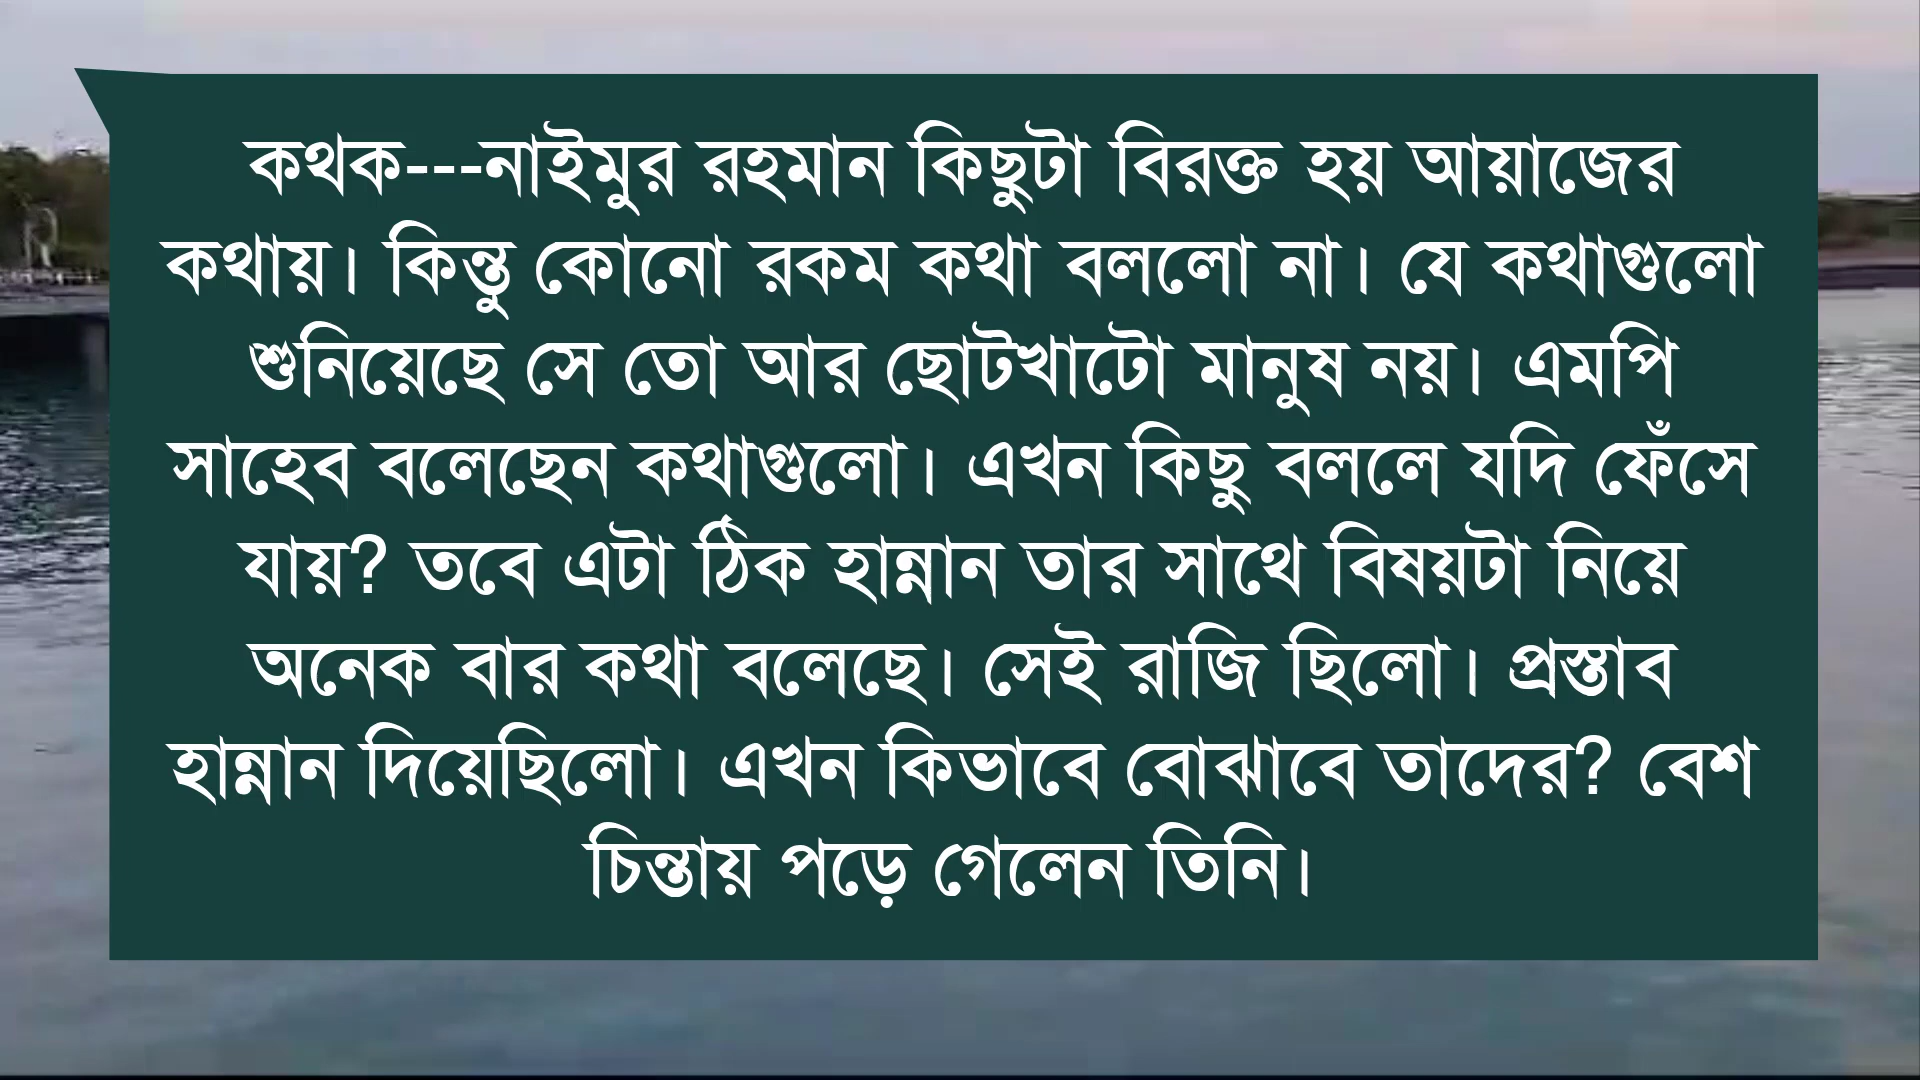 কথক---নাইমুর রহমান কিছুটা বিরক্ত হয় আয়াজের
কথায়। কিন্তু কোনো রকম কথা বললো না। যে কথাগুলো
শুনিয়েছে সে তো আর ছোটখাটো মানুষ নয়। এমপি
সাহেব বলেছেন কথাগুলো। এখন কিছু বললে যদি ফেঁসে
যায়? তবে এটা ঠিক হান্নান তার সাথে বিষয়টা নিয়ে
অনেক বার কথা বলেছে। সেই রাজি ছিলো। প্রস্তাব
হান্নান দিয়েছিলো। এখন কিভাবে বোঝাবে তাদের? বেশ
চিন্তায় পড়ে গেলেন তিনি।